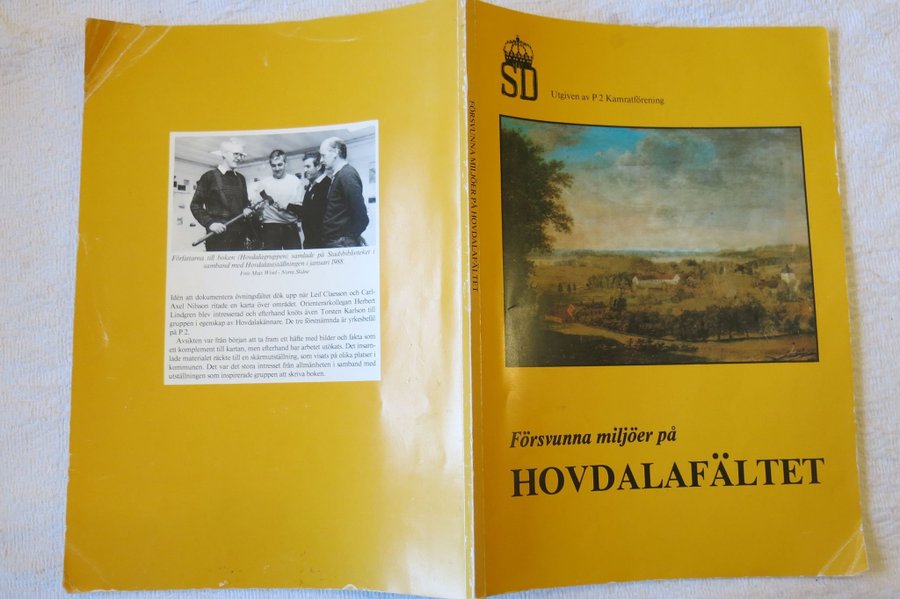 Författarna till boken (Hovdalagruppen) samlade på Stadsbiblioteket i
samband med Hovdalautställningen i januari 1988.
Foto Mats Wind - Norra Skåne
Idén att dokumentera övningsfältet dök upp när Leif Claesson och Carl-
Axel Nilsson ritade en karta över området. Orienterarkollegan Herbert
Lindgren blev intresserad och efterhand knöts även Torsten Karlson till
gruppen i egenskap av Hovdalakännare. De tre förstnämnda är yrkesbefäl
på P 2.
Avsikten var från början att ta fram ett häfte med bilder och fakta som
ett komplement till kartan, men efterhand har arbetet utökats. Det insam-
lade materialet räckte till en skärmutställning, som visats på olika platser i
kommunen. Det var det stora intresset från allmänheten i samband med
utställningen som inspirerade gruppen att skriva boken.
FÖRSVUNNA MILJÖER PÅ HOVDALAFÄLTET
SD
Utgiven av P 2 Kamratförening
Försvunna miljöer på
HOVDALAFÄLTET